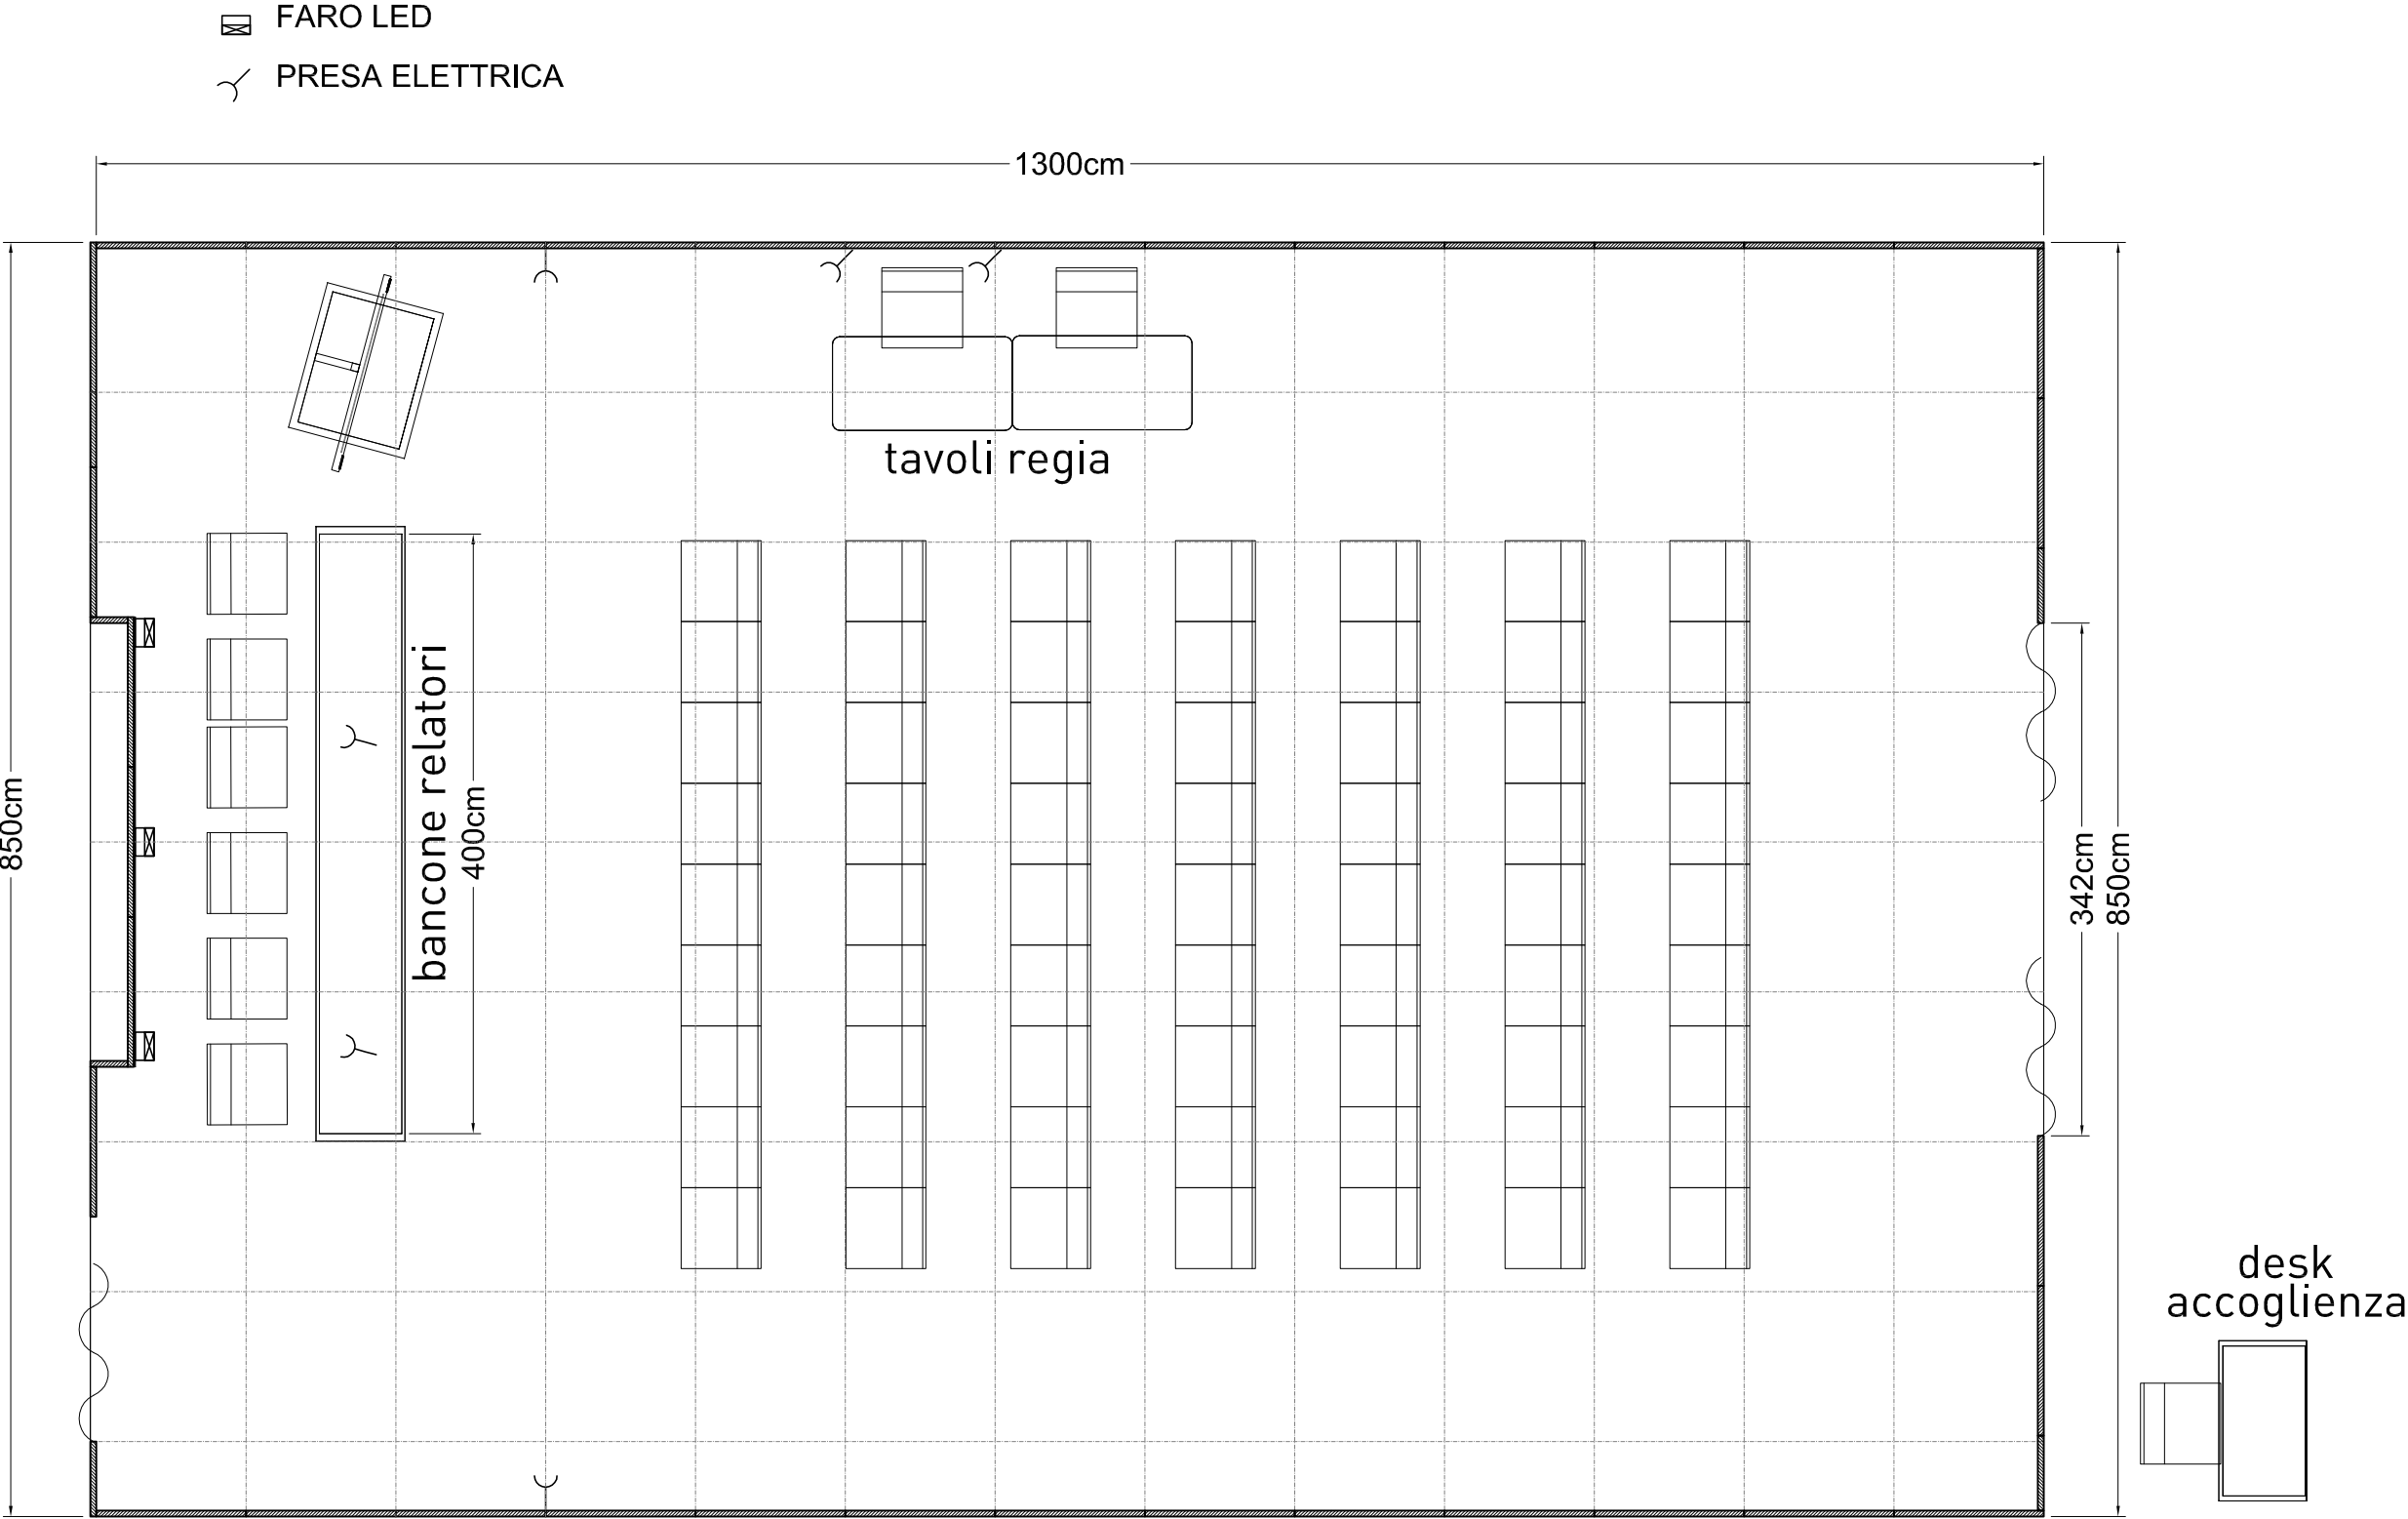 FARO LED
PRESA ELETTRICA
1300cm
tavoli regia
bancone relatori
400cm
850cm
342cm
850cm
desk
accoglienza